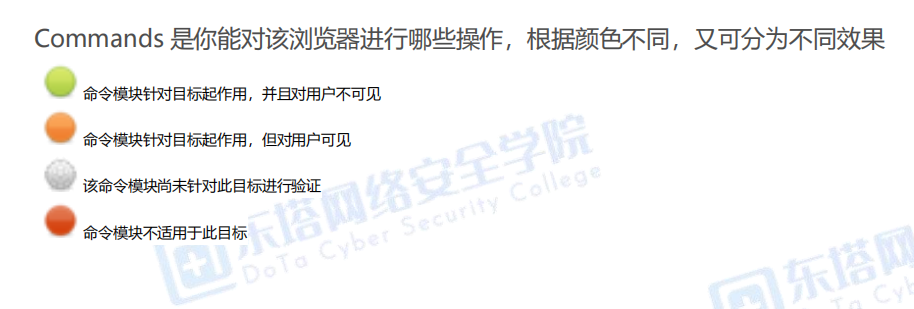 Commands 是你能对该浏览器进行哪些操作，根据颜色不同，又可分为不同效果
命令模块针对目标起作用，并且对用户不可见
命令模块针对目标起作用，但对用户可见
该命令模块尚未针对此目标进行验证
命令模块不适用于此目标
东塔网络安全学院
DoTa Cyber Security College
东塔网
DoTa Cyb